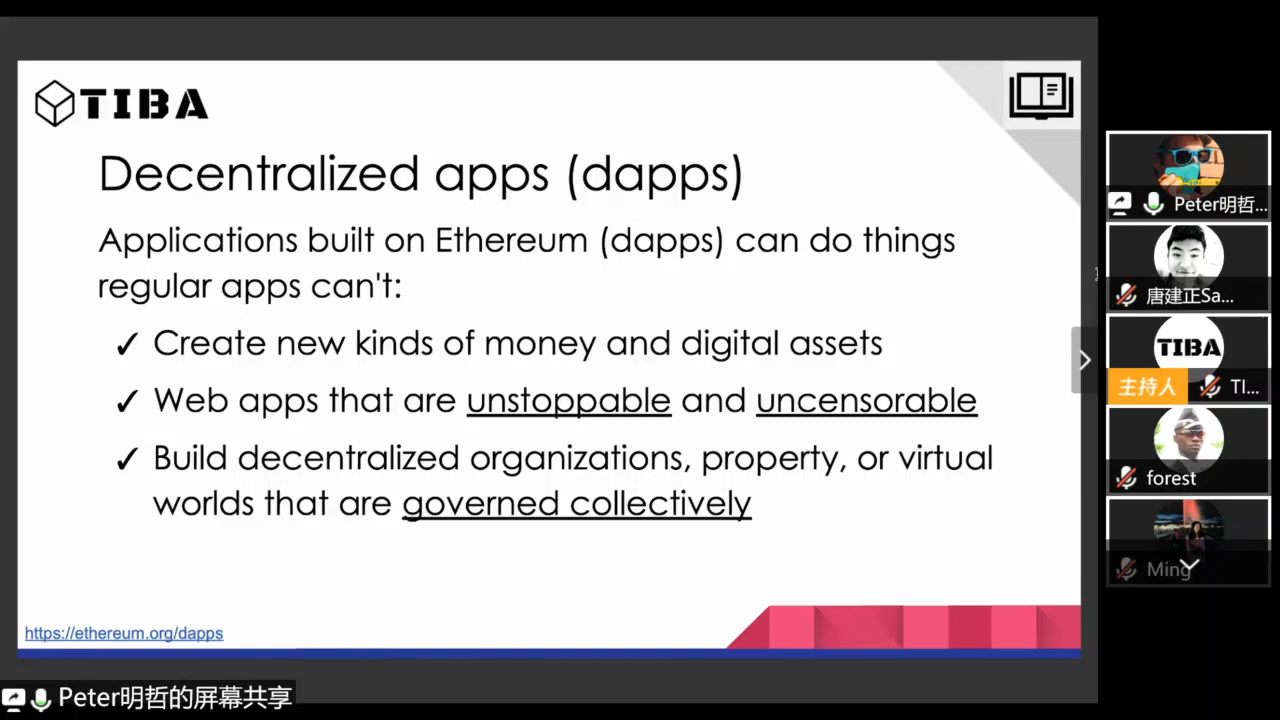 TIBA
Decentralized apps (dapps)
Applications built on Ethereum (dapps) can do things
regular apps can't:
✓ Create new kinds of money and digital assets
✓ Web apps that are unstoppable and uncensorable
✓ Build decentralized organizations, property, or virtual
worlds that are governed collectively
https://ethereum.org/dapps
Peter明哲...
唐建正Sa...
TIBA
主持人 TI...
forest
Ming
Peter明哲的屏幕共享